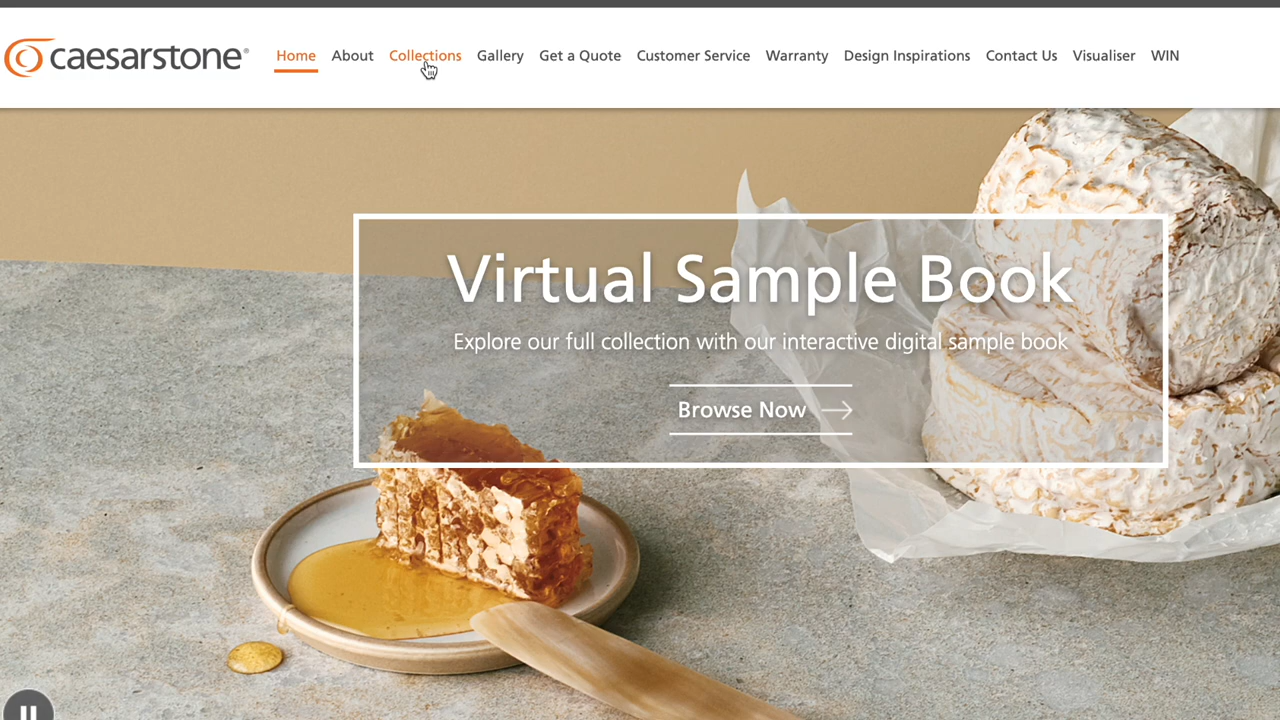 caesarstone®
Home About Collections Gallery Get a Quote Customer Service Warranty Design Inspirations Contact Us Visualiser WIN
Virtual Sample Book
Explore our full collection with our interactive digital sample book
Browse Now